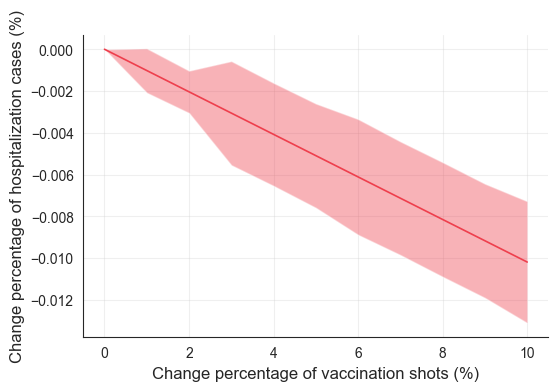 Change percentage of hospitalization cases (%)
0.000
−0.002
−0.004
−0.006
−0.008
−0.010
−0.012
0 2 4 6 8 10
Change percentage of vaccination shots (%)